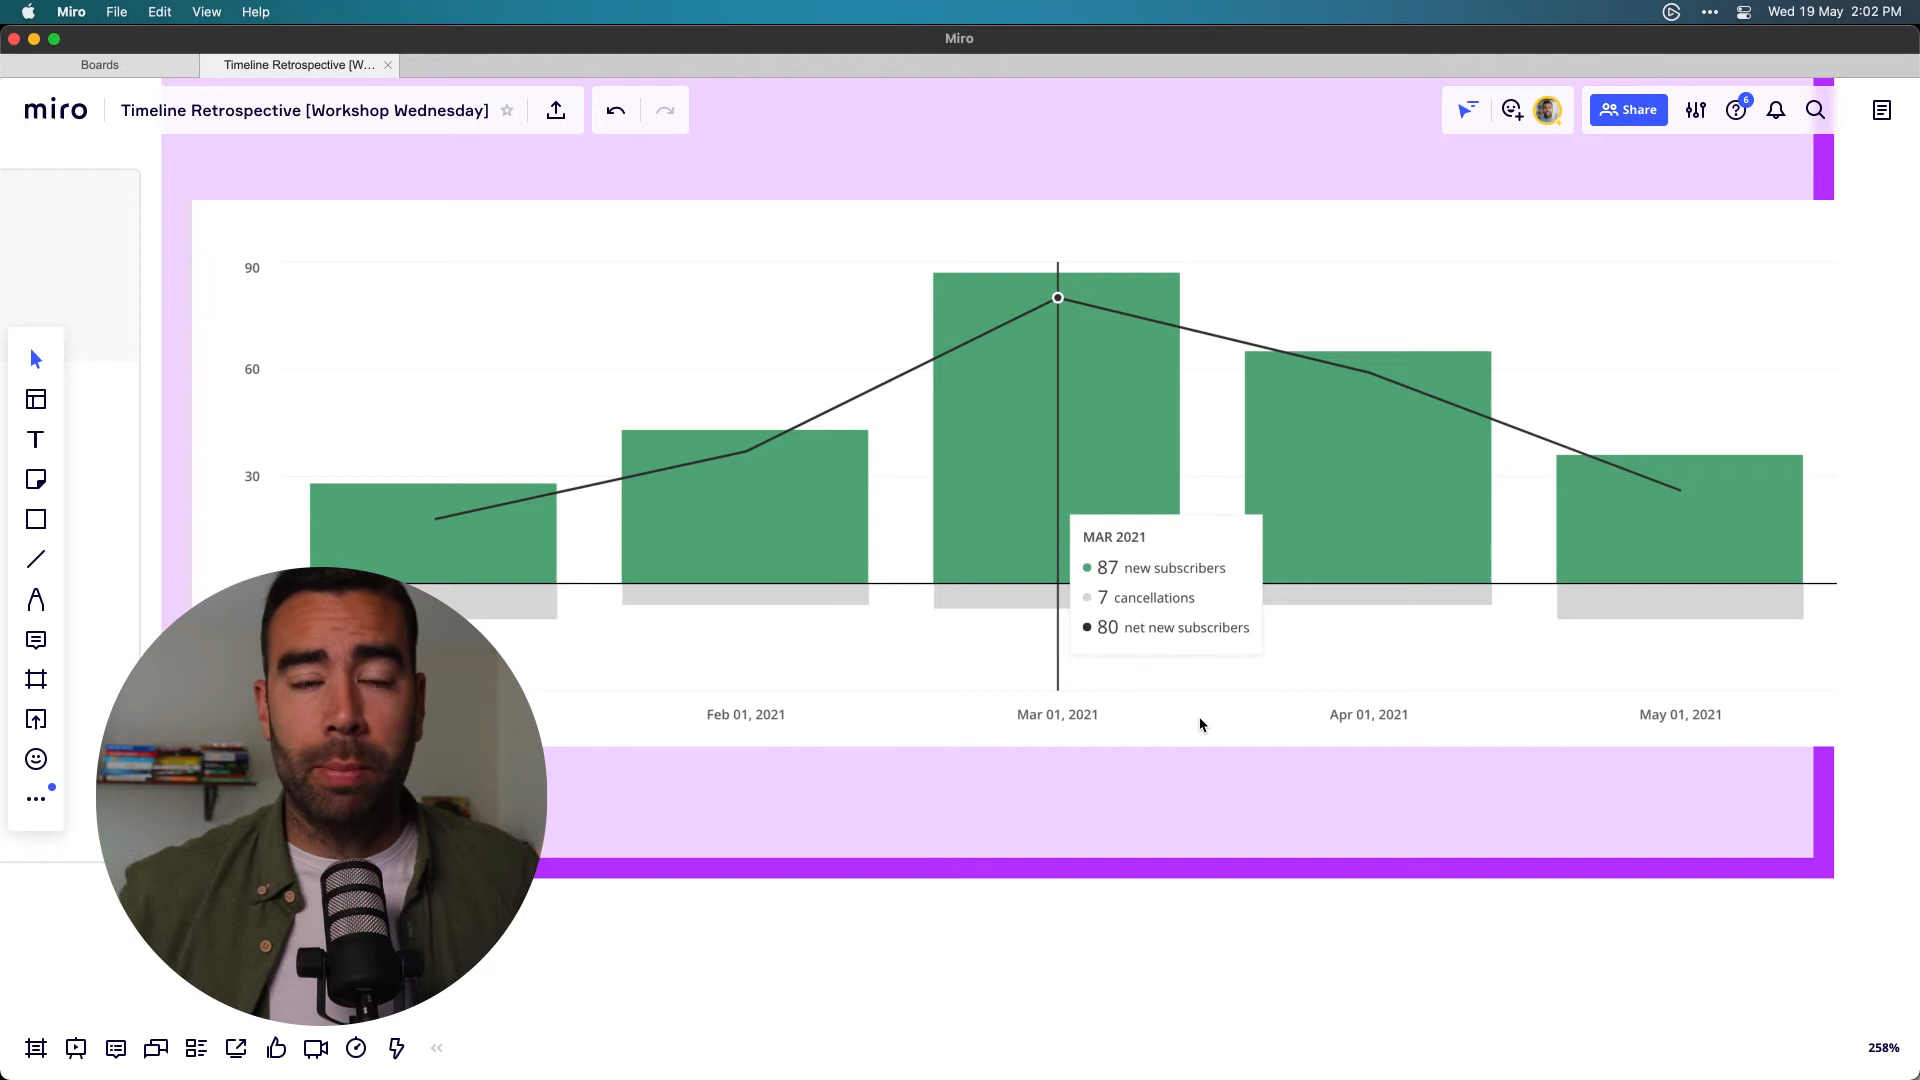 Miro File Edit View Help Wed 19 May 2:02 PM
Miro
Boards Timeline Retrospective [W...
miro Timeline Retrospective [Workshop Wednesday] Share 6
90
60
30
MAR 2021
87 new subscribers
7 cancellations
80 net new subscribers
Feb 01, 2021 Mar 01, 2021 Apr 01, 2021 May 01, 2021
T
258%